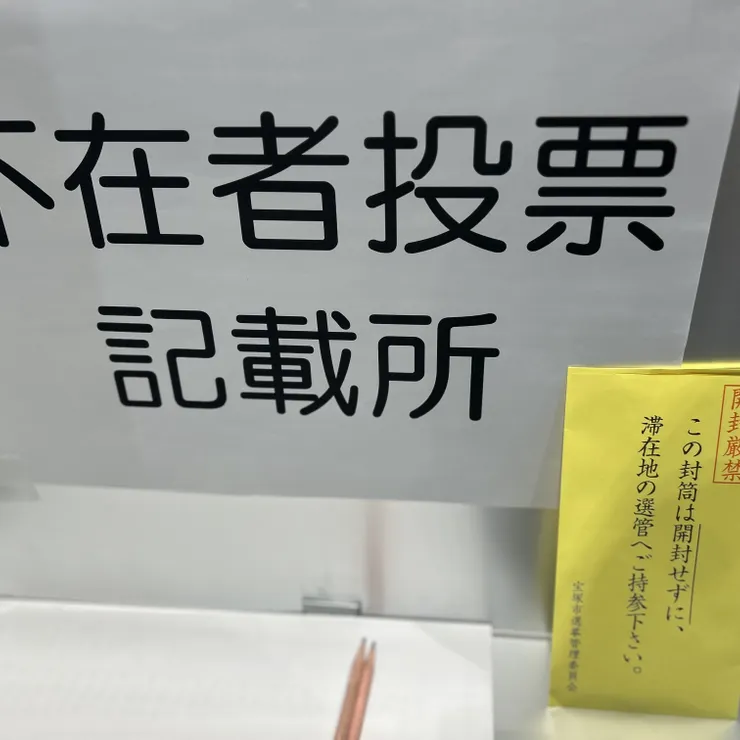 不在者投票
記載所
開封厳禁
この封筒は開封せずに、
滞在地の選管へご持参下さい。
宝塚市選挙管理委員会